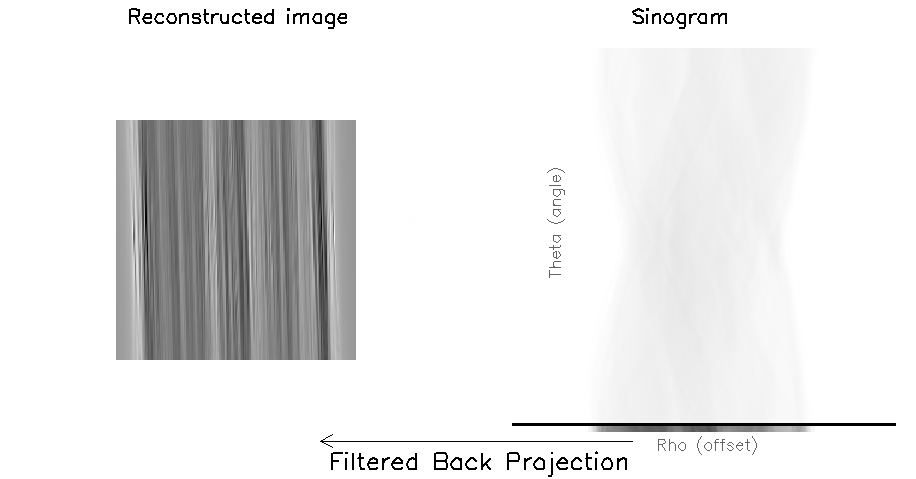 Reconstructed image
Sinogram
Theta (angle)
Rho (offset)
Filtered Back Projection